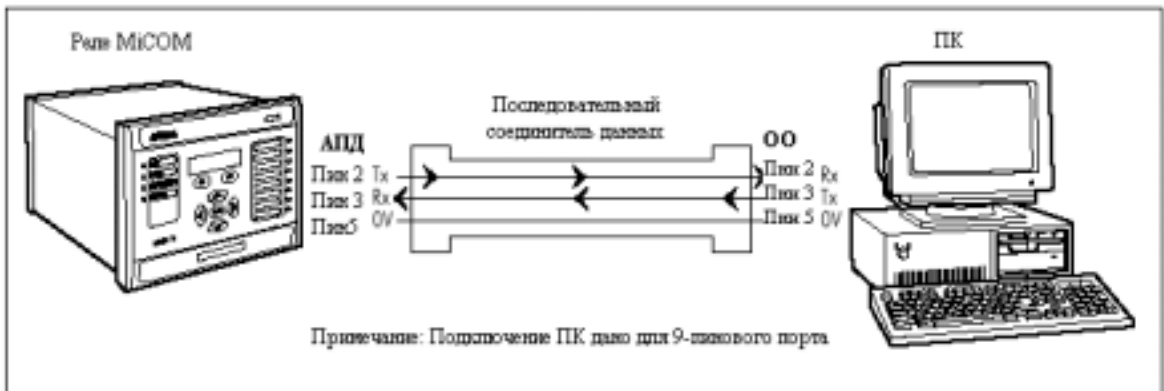 Реле MiCOM
ПК
Последовательный
соединитель данных
АПД
ОО
Пин 2 Tx
Пин 2 Rx
Пин 3 Rx
Пин 3 Tx
Пин5 0V
Пин 5 0V
Примечание: Подключение ПК дано для 9-пинового порта